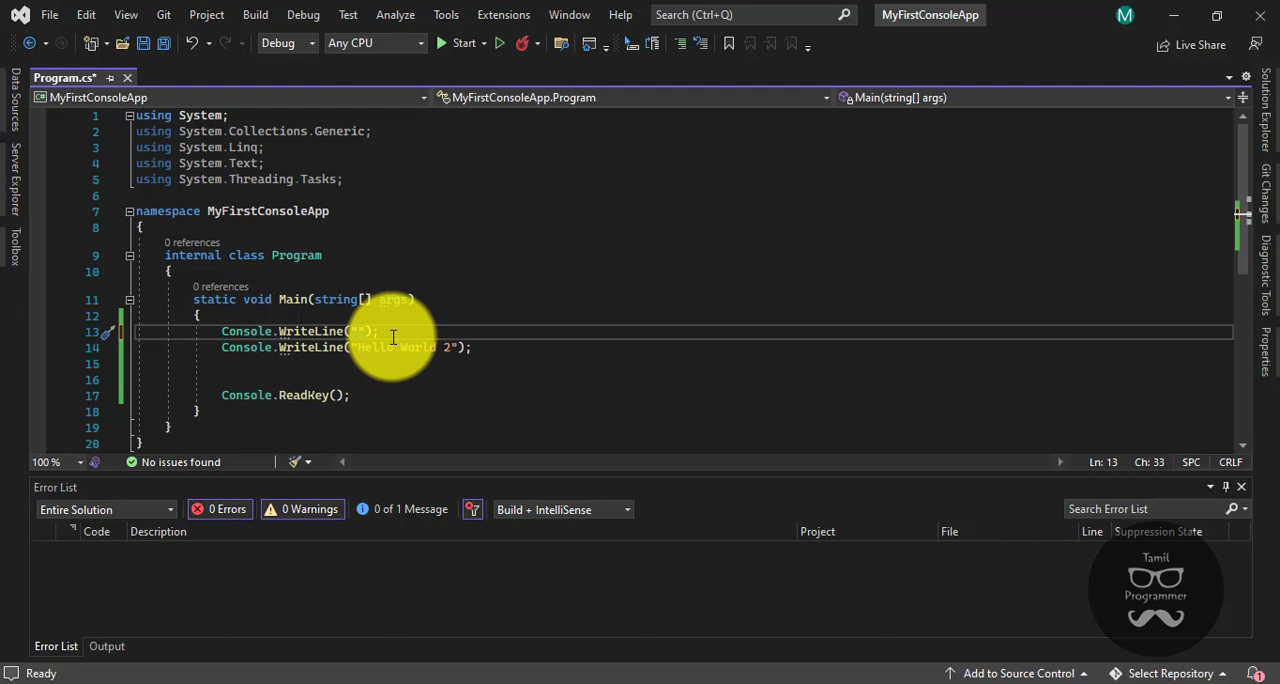 File Edit View Git Project Build Debug Test Analyze Tools Extensions Window Help Search (Ctrl+Q) MyFirstConsoleApp M
Debug Any CPU Start Live Share
Program.cs*
MyFirstConsoleApp MyFirstConsoleApp.Program Main(string[] args)
1 using System;
2 using System.Collections.Generic;
3 using System.Linq;
4 using System.Text;
5 using System.Threading.Tasks;
6
7 namespace MyFirstConsoleApp
8 {
0 references
9 internal class Program
10 {
0 references
11 static void Main(string[] args)
12 {
13 Console.WriteLine("");
14 Console.WriteLine("Hello World 2");
15
16
17 Console.ReadKey();
18 }
19 }
20 }
100 % No issues found Ln: 13 Ch: 33 SPC CRLF
Error List
Entire Solution 0 Errors 0 Warnings 0 of 1 Message Build + IntelliSense Search Error List
Code Description Project File Line Suppression State
Error List Output
Ready Add to Source Control Select Repository 1
Data Sources
Server Explorer
Toolbox
Solution Explorer
Git Changes
Diagnostic Tools
Properties
Tamil
Programmer